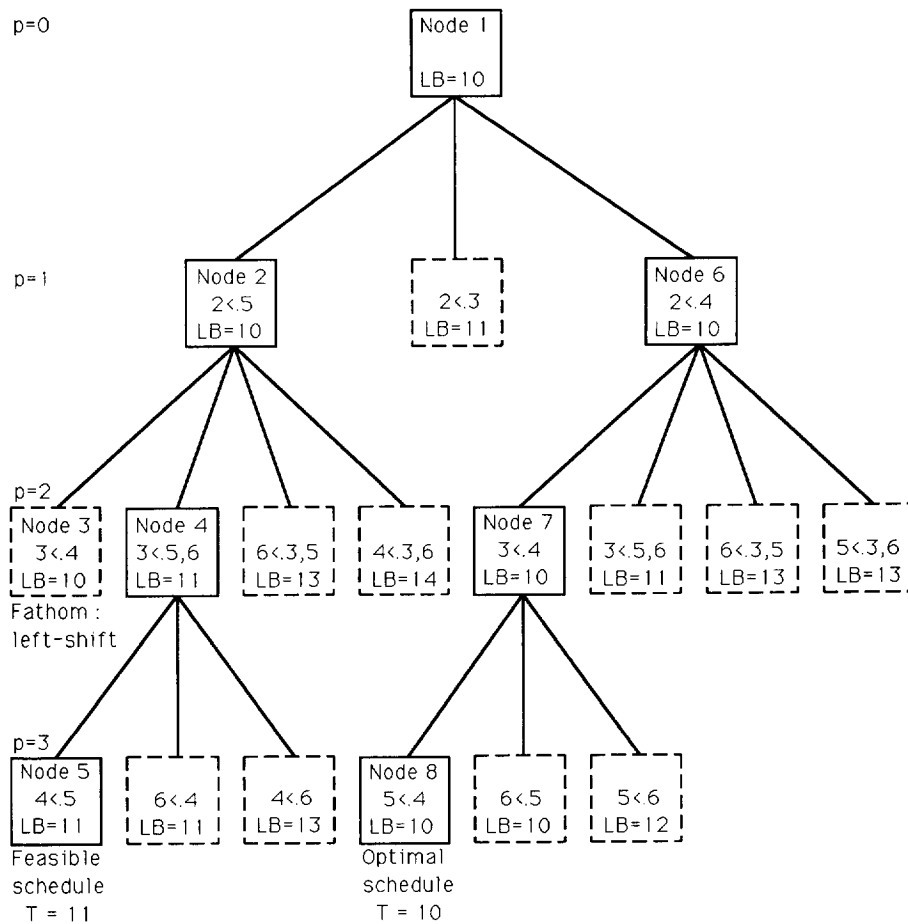 p=0
Node 1
LB=10
p=1
Node 2
2<.5
LB=10
2<.3
LB=11
Node 6
2<.4
LB=10
p=2
Node 3
3<.4
LB=10
Fathom :
left-shift
Node 4
3<.5,6
LB=11
6<.3,5
LB=13
4<.3,6
LB=14
Node 7
3<.4
LB=10
3<.5,6
LB=11
6<.3,5
LB=13
5<.3,6
LB=13
p=3
Node 5
4<.5
LB=11
Feasible
schedule
T = 11
6<.4
LB=11
4<.6
LB=13
Node 8
5<.4
LB=10
Optimal
schedule
T = 10
6<.5
LB=10
5<.6
LB=12